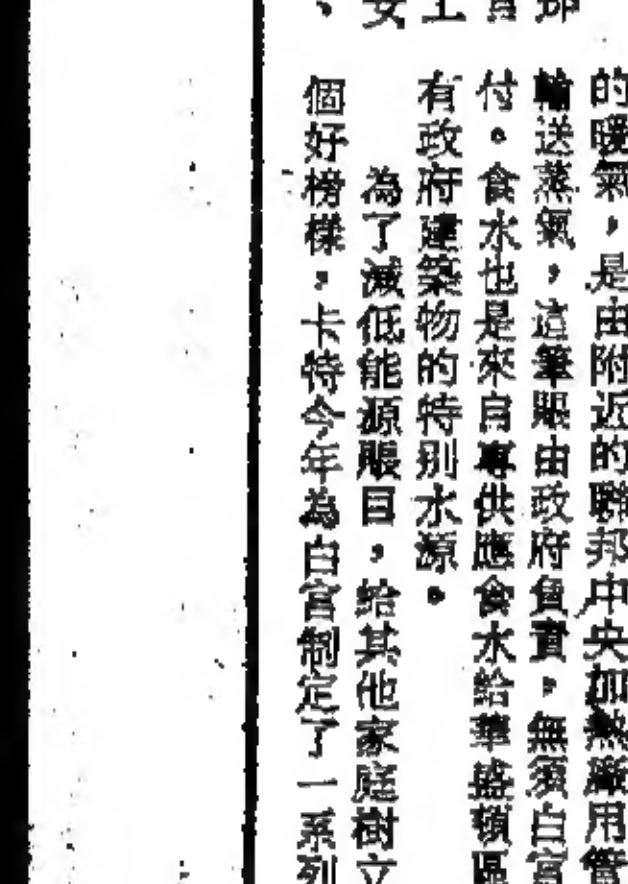 的暖氣，是由附近的聯邦中央加熱廠用管
輸送蒸氣，這筆賬由政府負責，無須白宮
付。食水也是來自專供應食水給華盛頓區
有政府建築物的特別水源。
為了減低能源賬目，給其他家庭樹立
個好榜樣，卡特今年為白宮制定了一系列